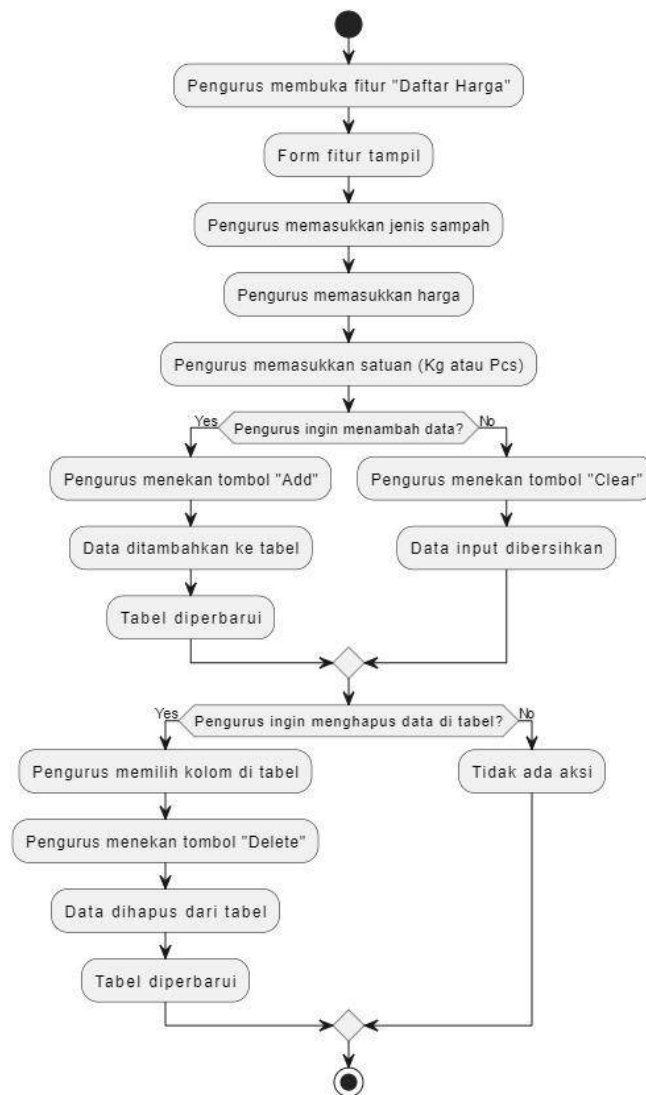 Pengurus membuka fitur "Daftar Harga"
Form fitur tampil
Pengurus memasukkan jenis sampah
Pengurus memasukkan harga
Pengurus memasukkan satuan (Kg atau Pcs)
Yes
Pengurus ingin menambah data?
No
Pengurus menekan tombol "Add"
Pengurus menekan tombol "Clear"
Data ditambahkan ke tabel
Data input dibersihkan
Tabel diperbarui
Yes
Pengurus ingin menghapus data di tabel?
No
Pengurus memilih kolom di tabel
Tidak ada aksi
Pengurus menekan tombol "Delete"
Data dihapus dari tabel
Tabel diperbarui